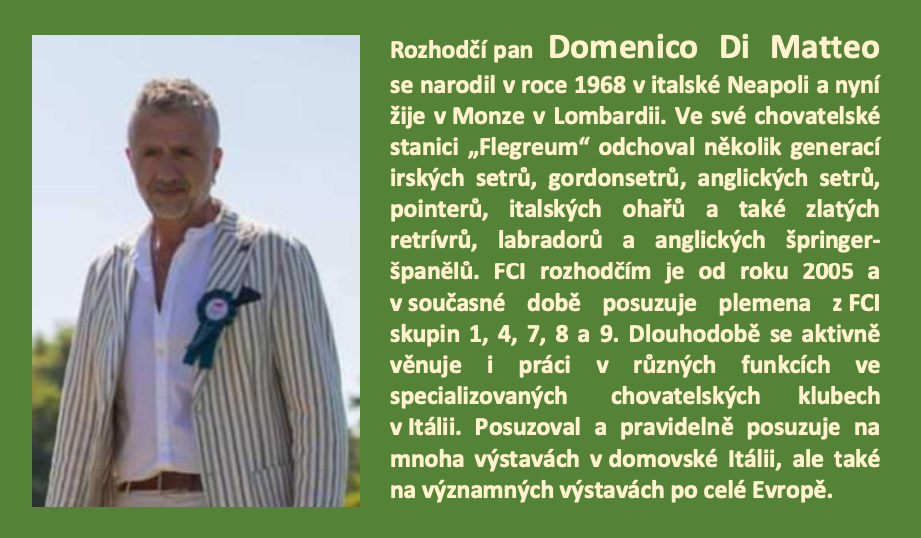 Rozhodčí pan Domenico Di Matteo
se narodil v roce 1968 v italské Neapoli a nyní
žije v Monze v Lombardii. Ve své chovatelské
stanici „Flegreum“ odchoval několik generací
irských setrů, gordonsetrů, anglických setrů,
pointerů, italských ohařů a také zlatých
retrívrů, labradorů a anglických špringer-
španělů. FCI rozhodčím je od roku 2005 a
v současné době posuzuje plemena z FCI
skupin 1, 4, 7, 8 a 9. Dlouhodobě se aktivně
věnuje i práci v různých funkcích ve
specializovaných chovatelských klubech
v Itálii. Posuzoval a pravidelně posuzuje na
mnoha výstavách v domovské Itálii, ale také
na významných výstavách po celé Evropě.